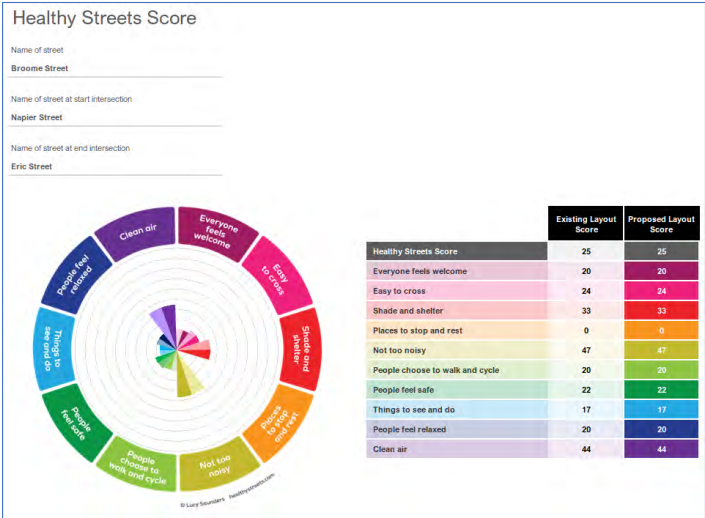 Healthy Streets Score
Name of street
Broome Street
Name of street at start intersection
Napier Street
Name of street at end intersection
Eric Street
Clean air
Everyone
feels
welcome
Easy
to cross
Shade and
shelter
Places
to stop
and rest
Not too
noisy
People
choose to
walk and cycle
People
feel safe
Things to
see and do
People feel
relaxed
© Lucy Saunders healthystreets.com
Existing Layout Score Proposed Layout Score
Healthy Streets Score 25 25
Everyone feels welcome 20 20
Easy to cross 24 24
Shade and shelter 33 33
Places to stop and rest 0 0
Not too noisy 47 47
People choose to walk and cycle 20 20
People feel safe 22 22
Things to see and do 17 17
People feel relaxed 20 20
Clean air 44 44